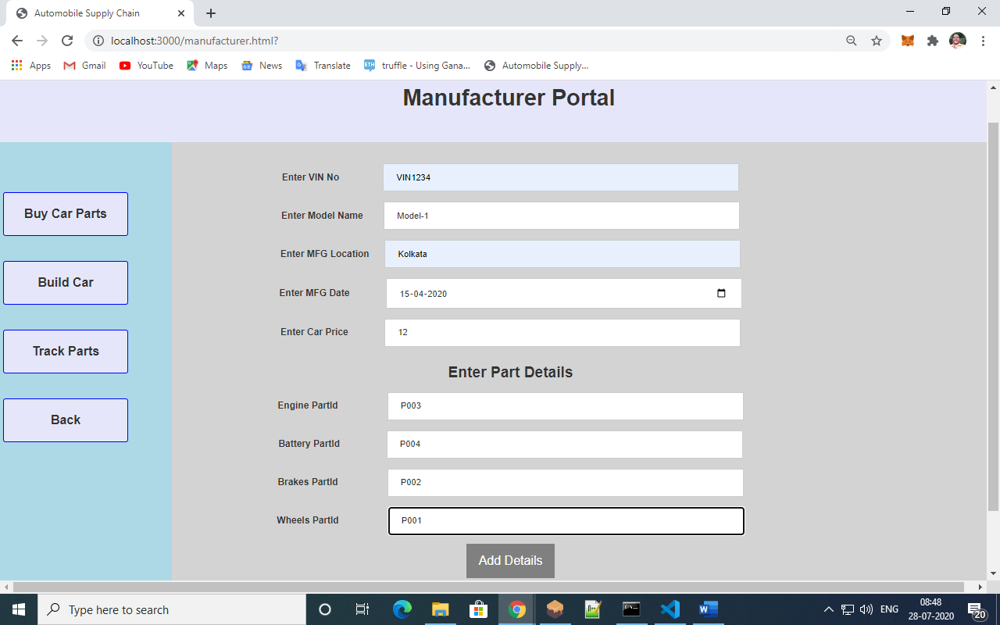 Automobile Supply Chain
localhost:3000/manufacturer.html?
Apps Gmail YouTube Maps News Translate ETH truffle - Using Gana... Automobile Supply...
Manufacturer Portal
Buy Car Parts
Build Car
Track Parts
Back
Enter VIN No VIN1234
Enter Model Name Model-1
Enter MFG Location Kolkata
Enter MFG Date 15-04-2020
Enter Car Price 12
Enter Part Details
Engine PartId P003
Battery PartId P004
Brakes PartId P002
Wheels PartId P001
Add Details
Type here to search
ENG
08:48
28-07-2020
20